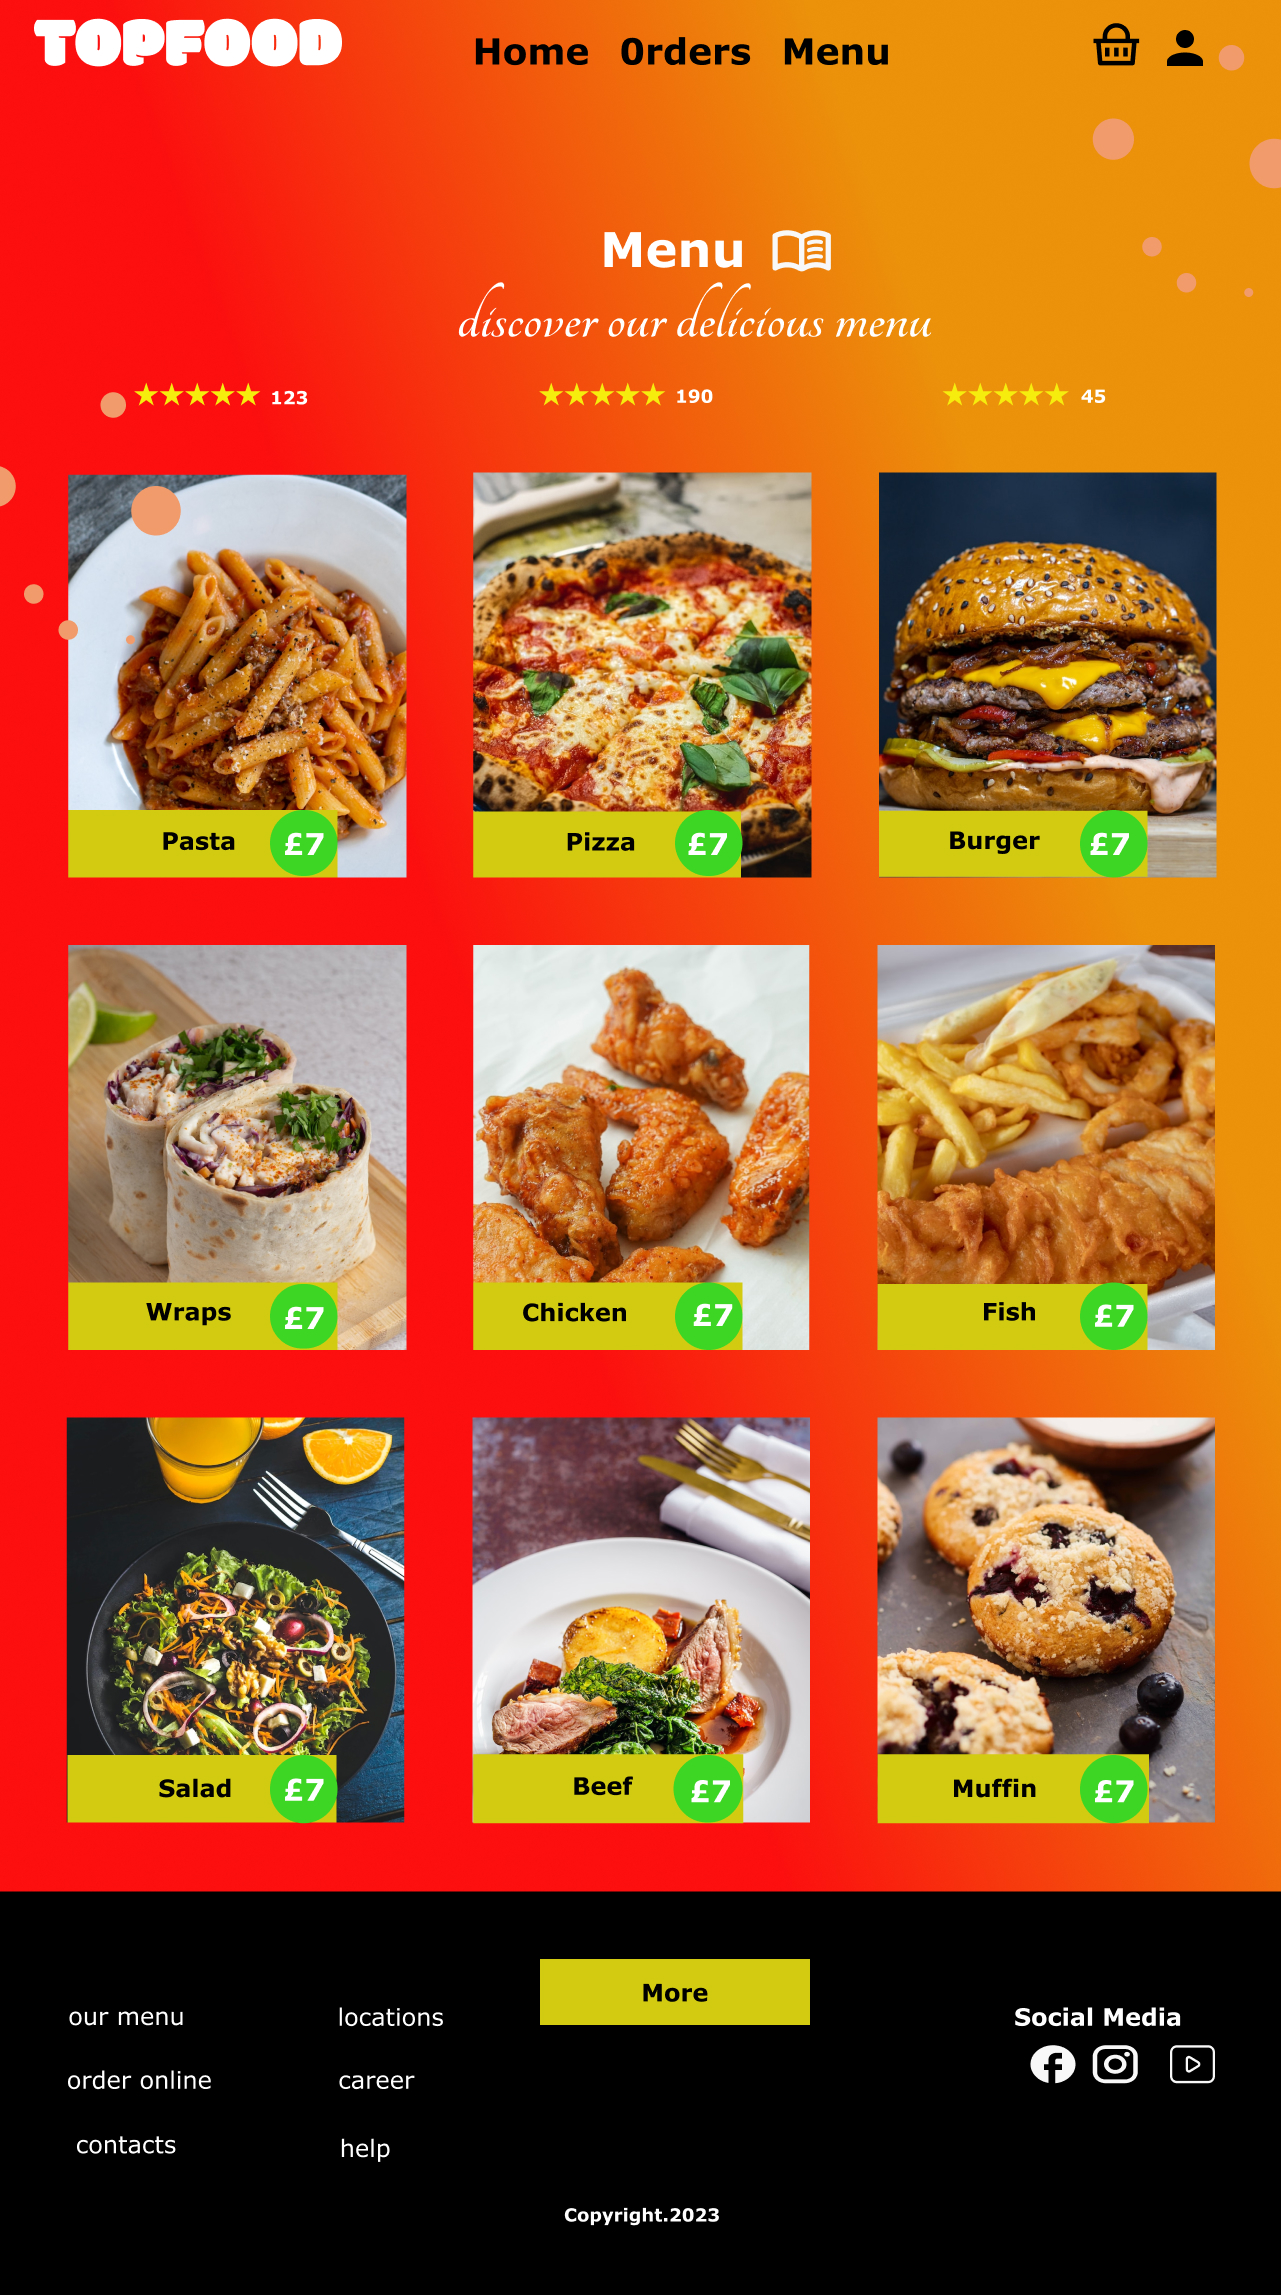 TOPFOOD
Home 0rders Menu
Menu
discover our delicious menu
★★★★★ 123
★★★★★ 190
★★★★★ 45
Pasta £7
Pizza £7
Burger £7
Wraps £7
Chicken £7
Fish £7
Salad £7
Beef £7
Muffin £7
More
our menu
locations
Social Media
order online
career
contacts
help
Copyright.2023